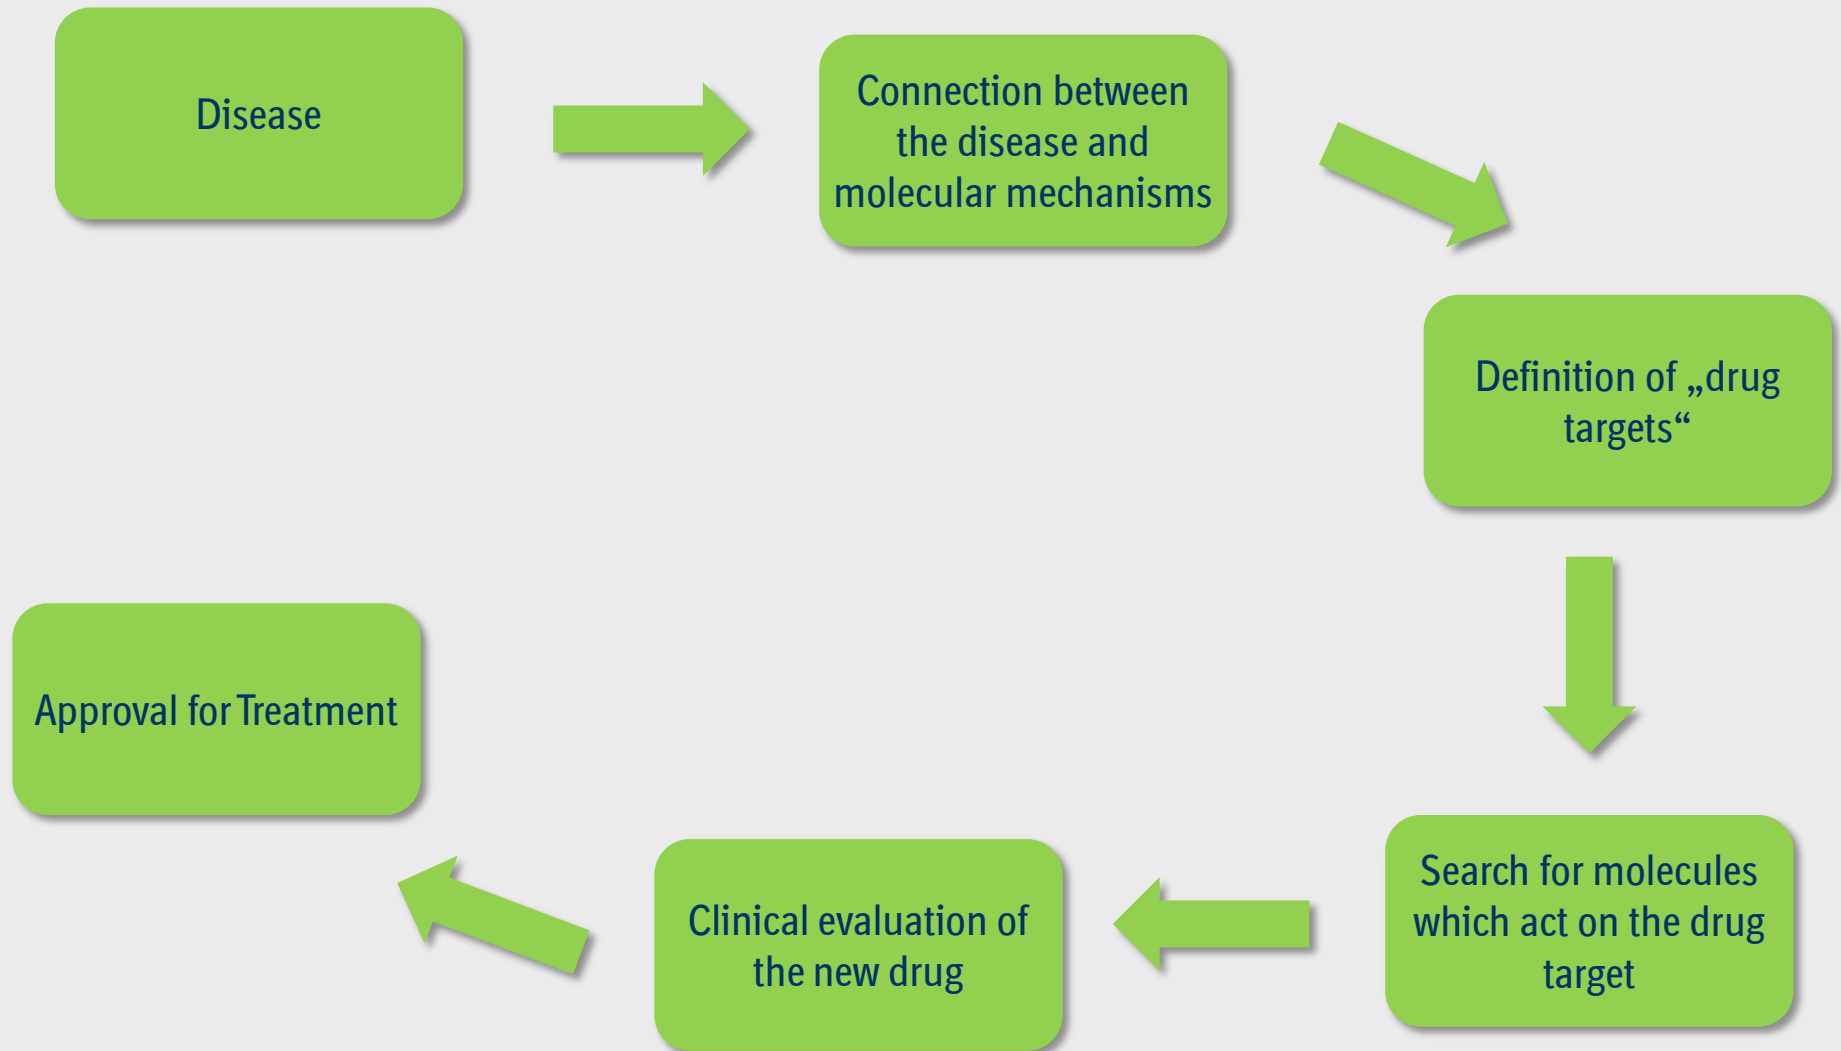 Disease
Connection between
the disease and
molecular mechanisms
Definition of „drug
targets“
Search for molecules
which act on the drug
target
Clinical evaluation of
the new drug
Approval for Treatment